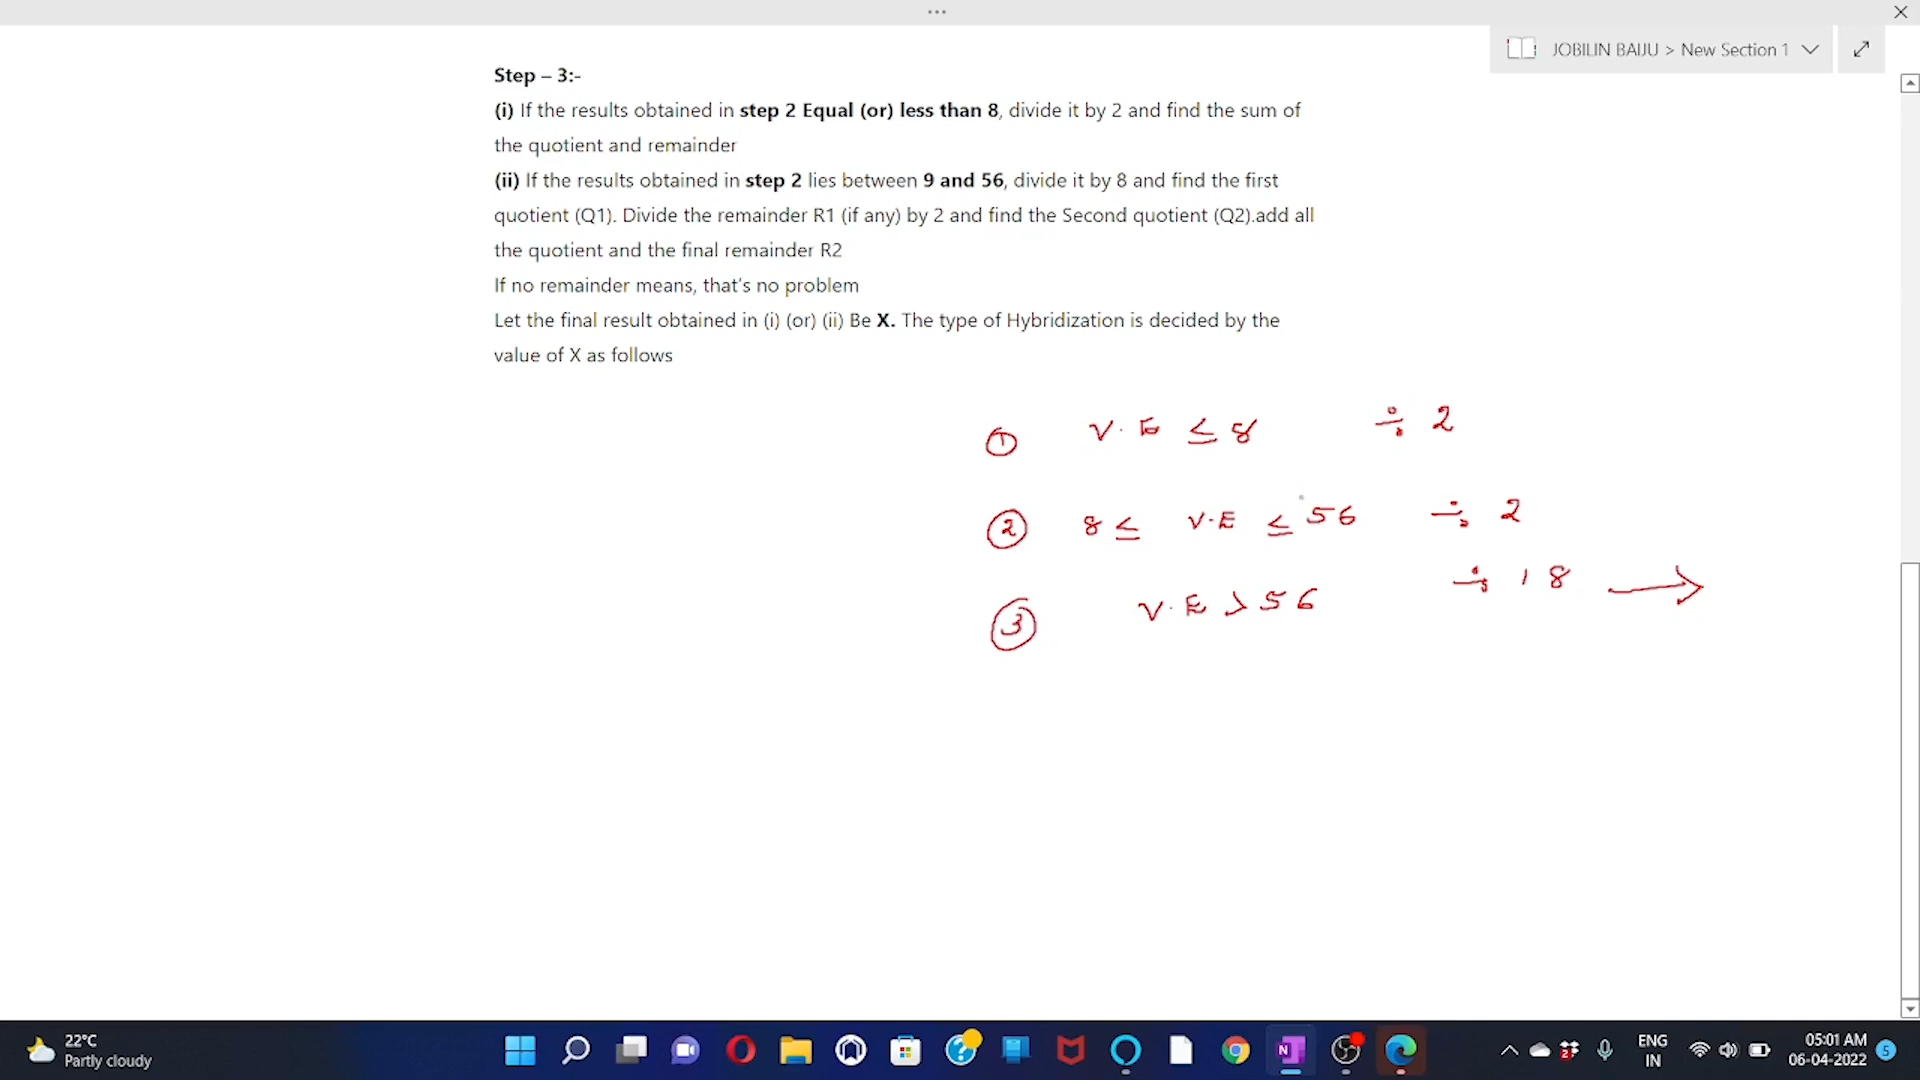 JOBILIN BAIJU > New Section 1
Step – 3:-
(i) If the results obtained in step 2 Equal (or) less than 8, divide it by 2 and find the sum of
the quotient and remainder
(ii) If the results obtained in step 2 lies between 9 and 56, divide it by 8 and find the first
quotient (Q1). Divide the remainder R1 (if any) by 2 and find the Second quotient (Q2).add all
the quotient and the final remainder R2
If no remainder means, that's no problem
Let the final result obtained in (i) (or) (ii) Be X. The type of Hybridization is decided by the
value of X as follows
① V.E ≤ 8 ÷ 2
② 8 ≤ V.E ≤ 56 ÷ 2
③ V.E > 56 ÷ 18 →
22°C
Partly cloudy
ENG
IN
05:01 AM
06-04-2022
5